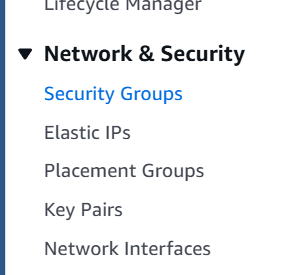 Lifecycle Manager
Network & Security
Security Groups
Elastic IPs
Placement Groups
Key Pairs
Network Interfaces